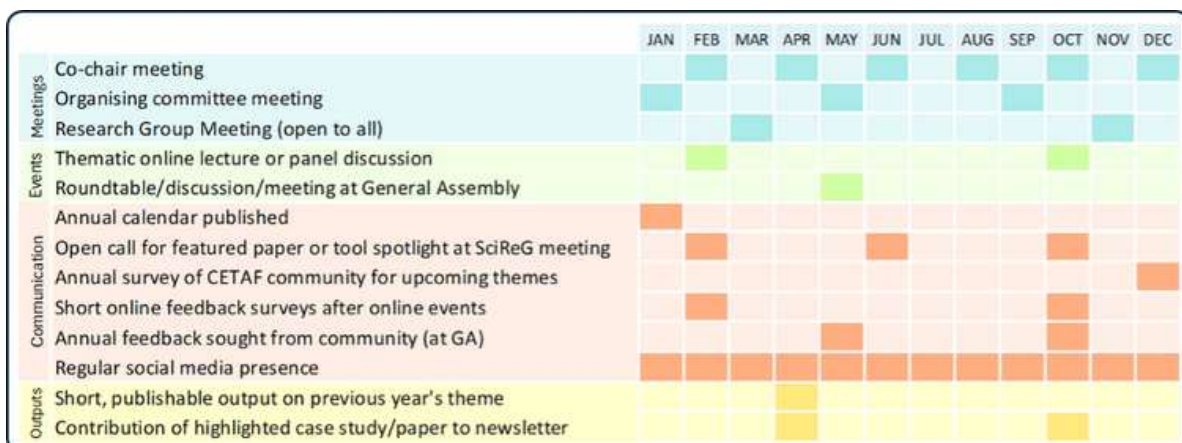 JAN FEB MAR APR MAY JUN JUL AUG SEP OCT NOV DEC
Meetings
Co-chair meeting
Organising committee meeting
Research Group Meeting (open to all)
Events
Thematic online lecture or panel discussion
Roundtable/discussion/meeting at General Assembly
Communication
Annual calendar published
Open call for featured paper or tool spotlight at SciReG meeting
Annual survey of CETAF community for upcoming themes
Short online feedback surveys after online events
Annual feedback sought from community (at GA)
Regular social media presence
Outputs
Short, publishable output on previous year's theme
Contribution of highlighted case study/paper to newsletter